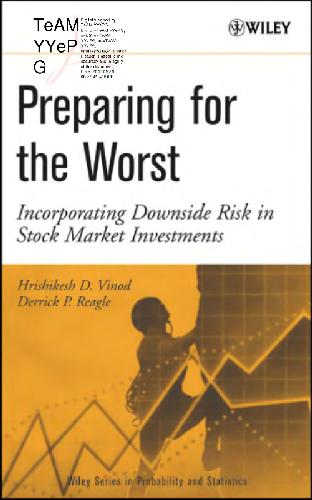 TeAM
YYePG
WILEY
Preparing for
the Worst
Incorporating Downside Risk in
Stock Market Investments
Hrishikesh D. Vinod
Derrick P. Reagle
Wiley Series in Probability and Statistics